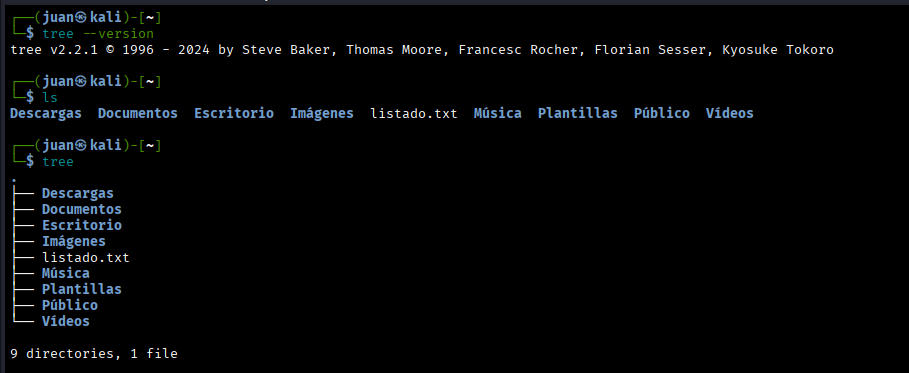 ┌──(juan㉿kali)-[~]
└─$ tree --version
tree v2.2.1 © 1996 - 2024 by Steve Baker, Thomas Moore, Francesc Rocher, Florian Sesser, Kyosuke Tokoro
┌──(juan㉿kali)-[~]
└─$ ls
Descargas  Documentos  Escritorio  Imágenes  listado.txt  Música  Plantillas  Público  Vídeos
┌──(juan㉿kali)-[~]
└─$ tree
.
├── Descargas
├── Documentos
├── Escritorio
├── Imágenes
├── listado.txt
├── Música
├── Plantillas
├── Público
└── Vídeos
9 directories, 1 file